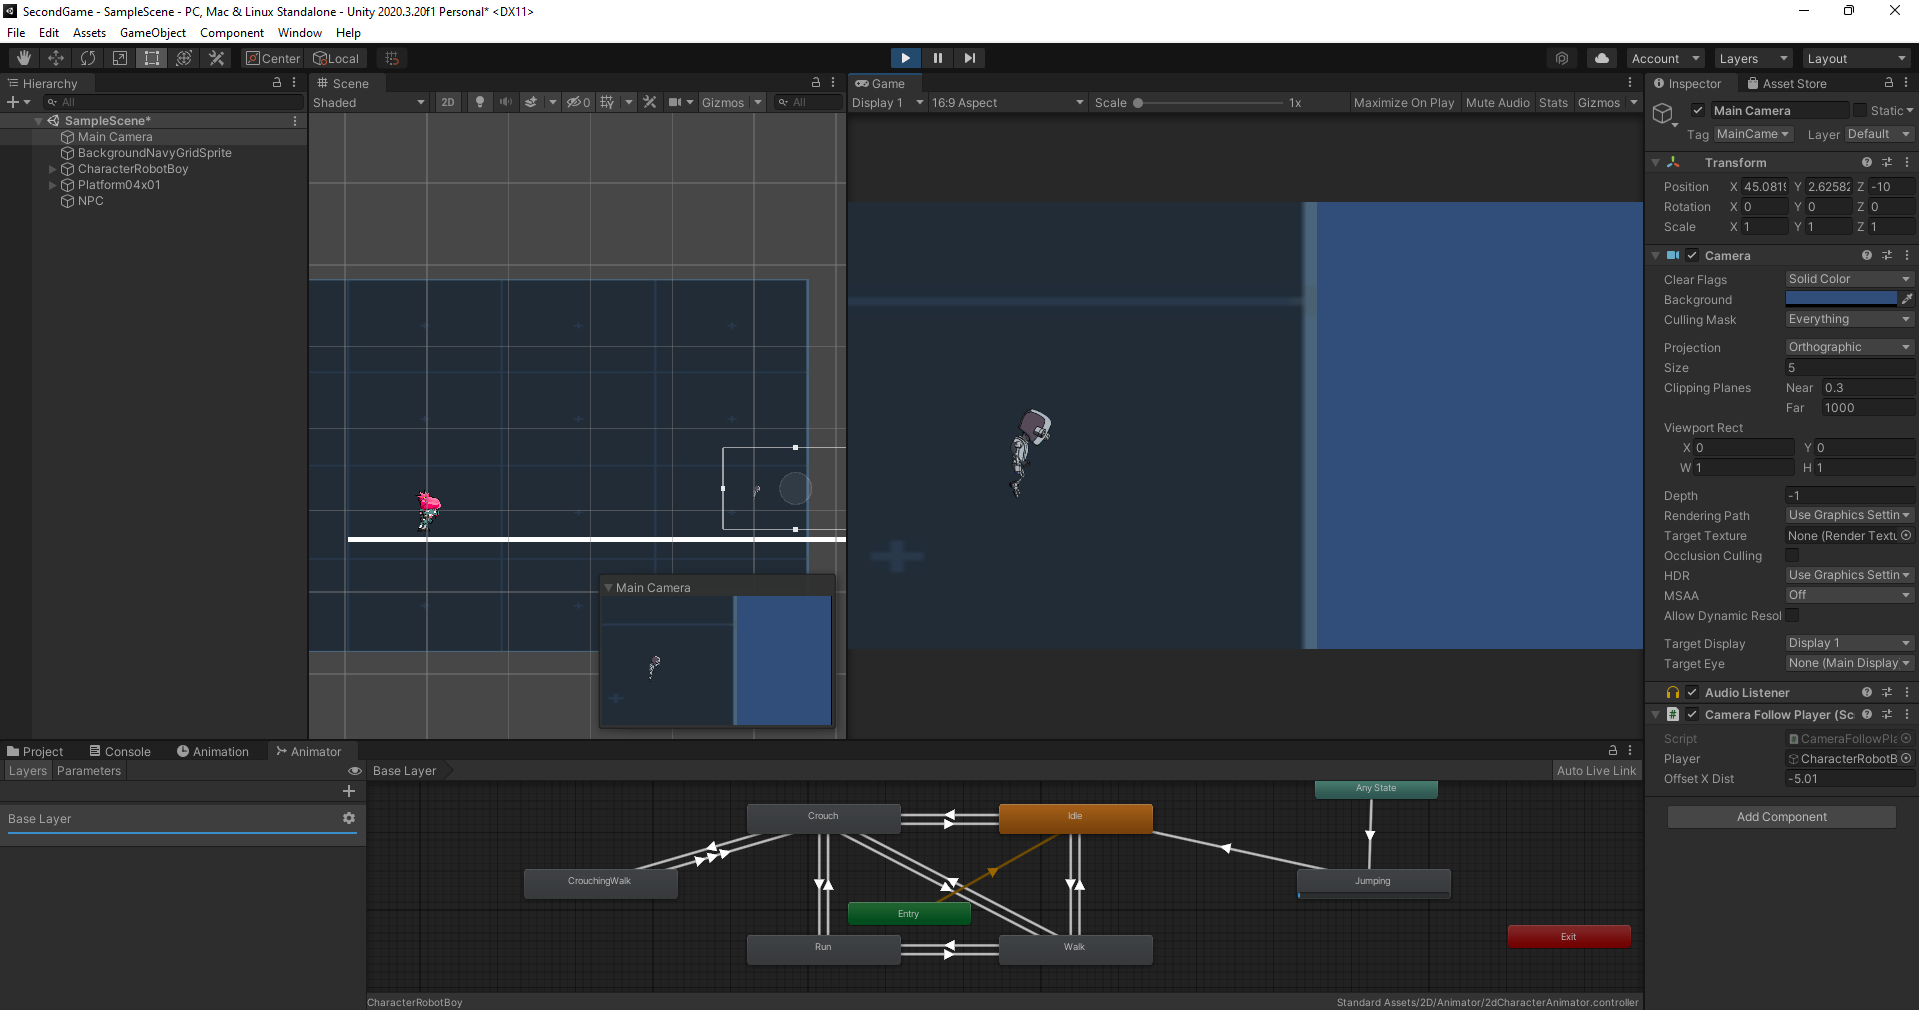 SecondGame - SampleScene - PC, Mac & Linux Standalone - Unity 2020.3.20f1 Personal* <DX11>
File Edit Assets GameObject Component Window Help
Center Local Account Layers Layout
Hierarchy
All
SampleScene*
Main Camera
BackgroundNavyGridSprite
CharacterRobotBoy
Platform04x01
NPC
Scene
Shaded 2D 0 Gizmos All
Main Camera
Game
Display 1 16:9 Aspect Scale 1x Maximize On Play Mute Audio Stats Gizmos
Inspector Asset Store
Main Camera Static
Tag MainCame Layer Default
Transform
Position X 45.0819 Y 2.62582 Z -10
Rotation X 0 Y 0 Z 0
Scale X 1 Y 1 Z 1
Camera
Clear Flags Solid Color
Background
Culling Mask Everything
Projection Orthographic
Size 5
Clipping Planes Near 0.3
Far 1000
Viewport Rect
X 0 Y 0
W 1 H 1
Depth -1
Rendering Path Use Graphics Settin
Target Texture None (Render Textu
Occlusion Culling
HDR Use Graphics Settin
MSAA Off
Allow Dynamic Resol
Target Display Display 1
Target Eye None (Main Display
Audio Listener
Camera Follow Player (Sc
Script CameraFollowPla
Player CharacterRobotB
Offset X Dist -5.01
Add Component
Project Console Animation Animator
Layers Parameters Base Layer Auto Live Link
Base Layer
Any State
Crouch
Idle
CrouchingWalk
Jumping
Entry
Exit
Run
Walk
CharacterRobotBoy
Standard Assets/2D/Animator/2dCharacterAnimator.controller